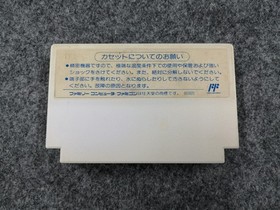 カセットについてのお願い
●精密機器ですので、極端な温度条件下での使用や保管および強い
ショックをさけてください。また、絶対に分解しないでください。
●端子部に手を触れたり、水にぬらしたりして汚さないようにして
ください。故障の原因となります。
ファミリーコンピュータ ファミコンは任天堂の商標です。
FF